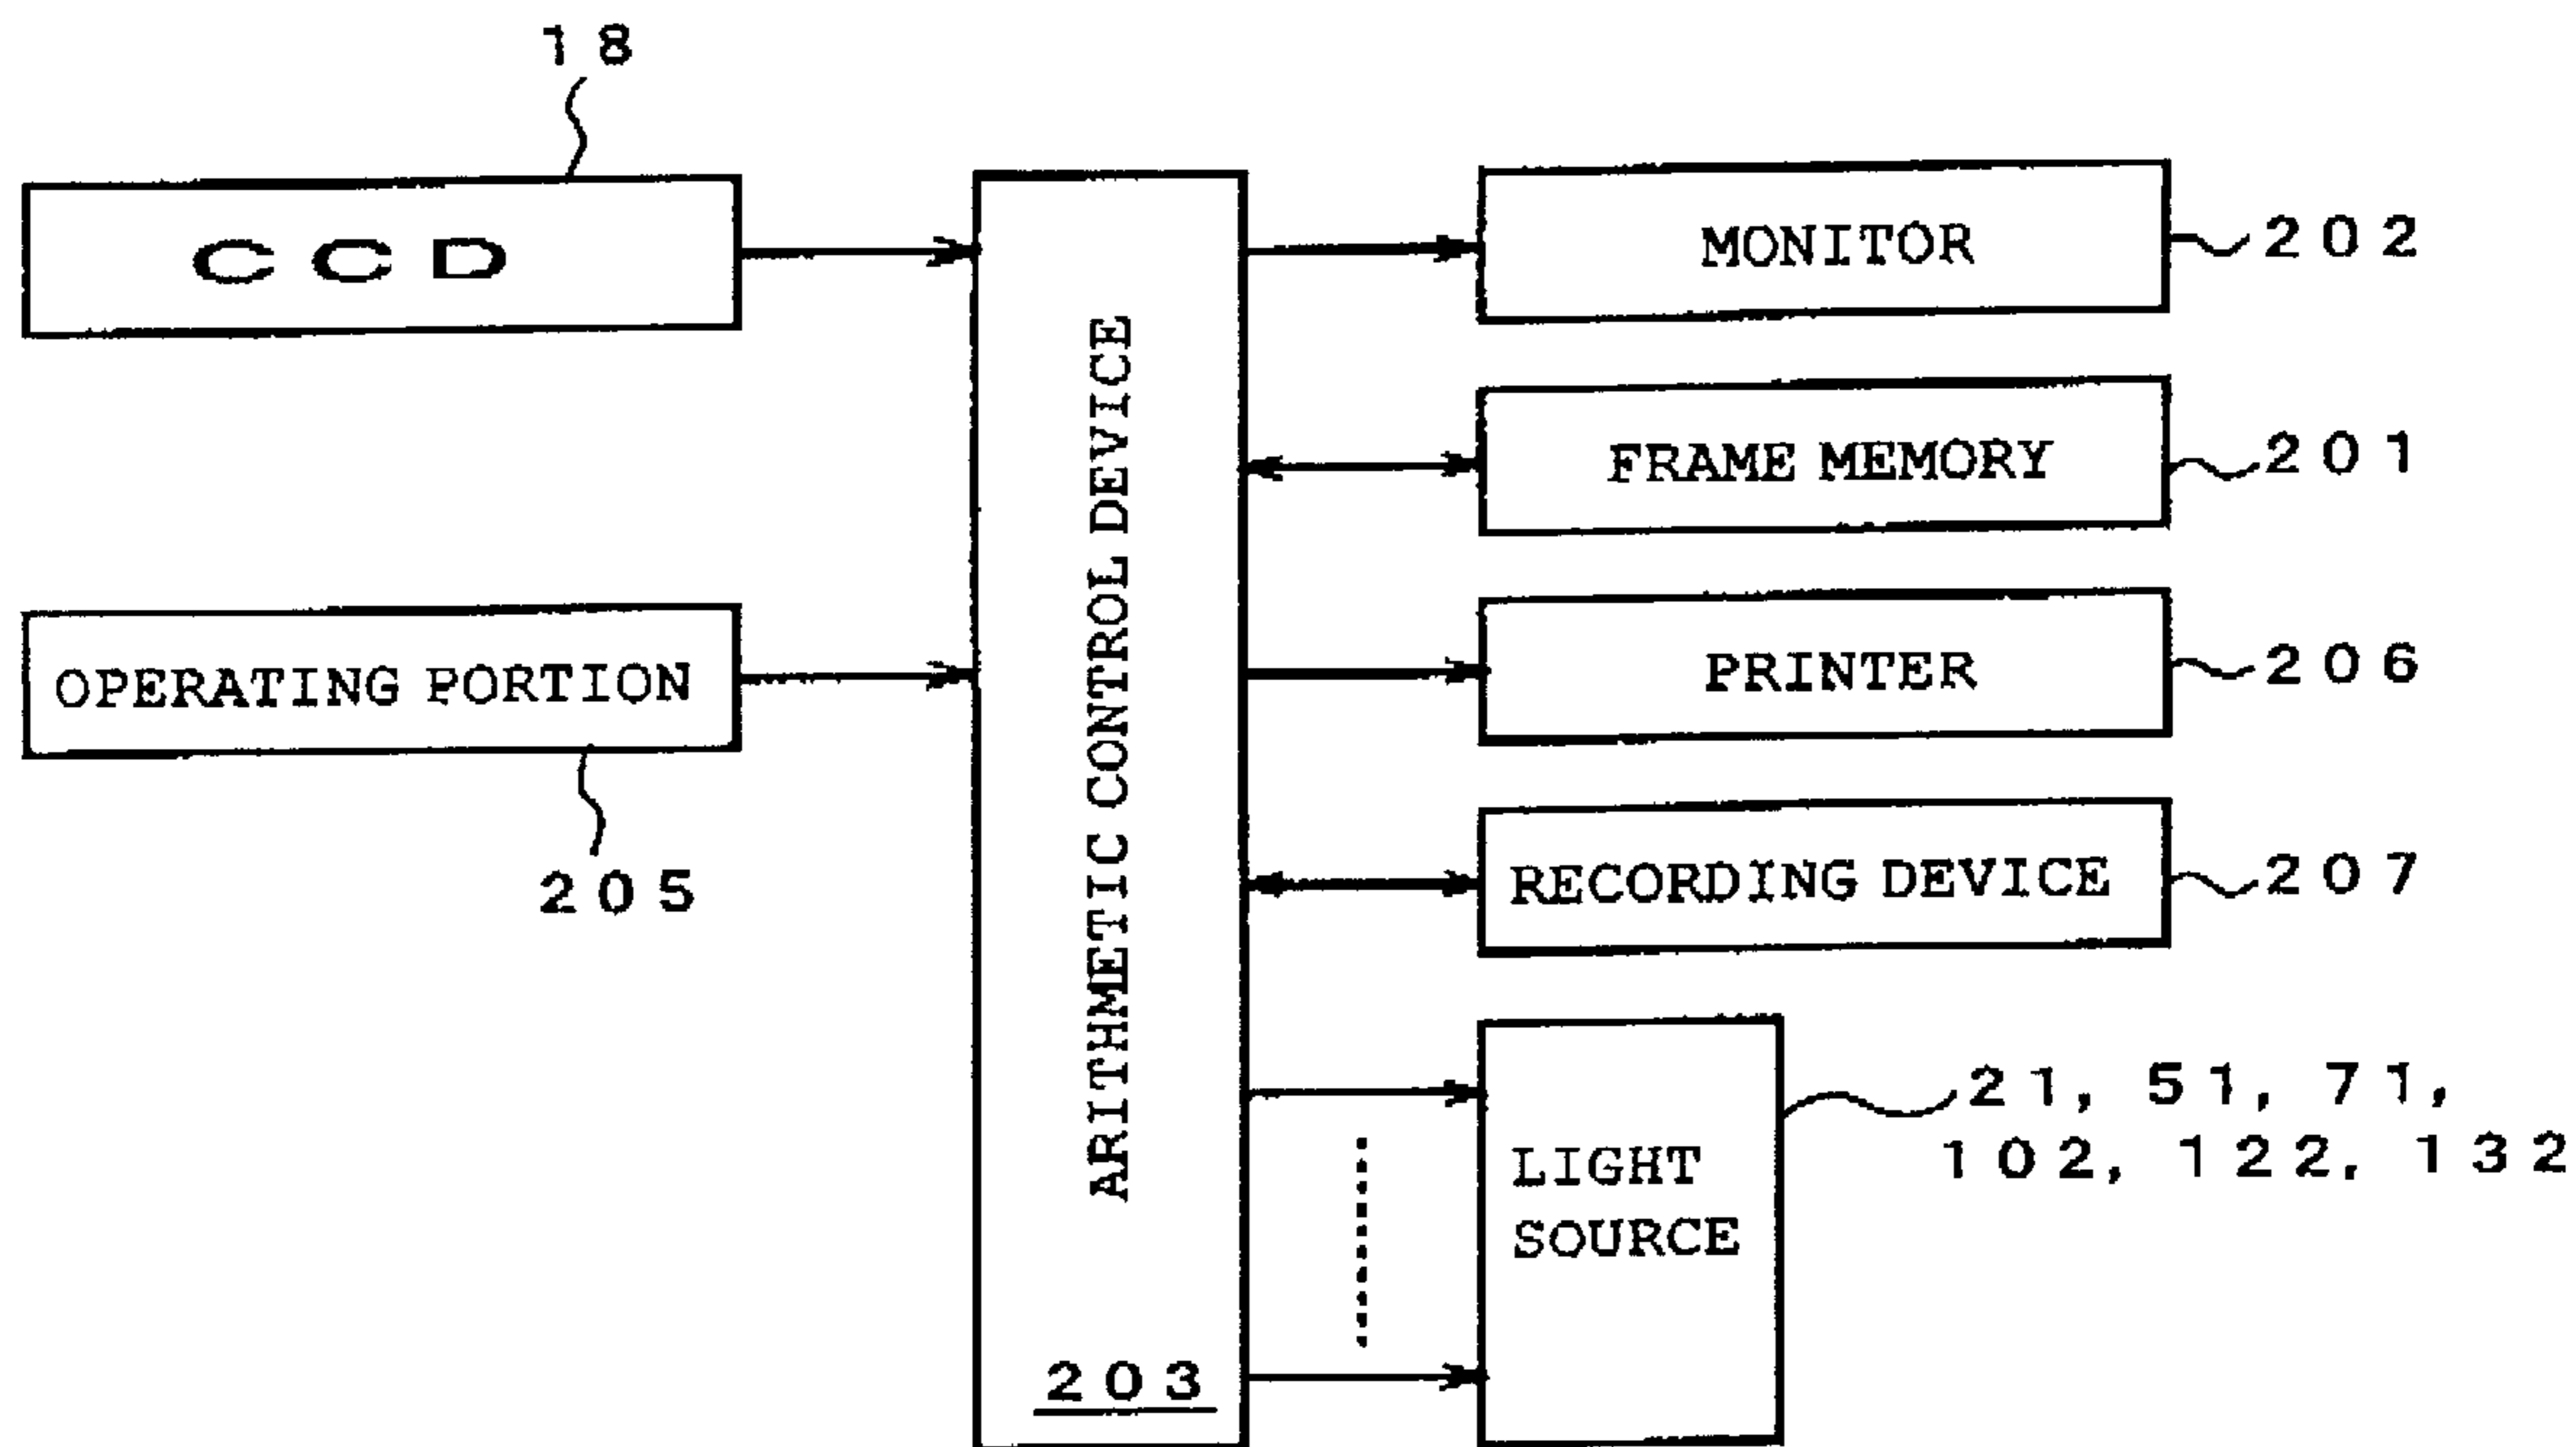 18
CCD
MONITOR
202
FRAME MEMORY
201
OPERATING PORTION
205
ARITHMETIC CONTROL DEVICE
203
PRINTER
206
RECORDING DEVICE
207
LIGHT
SOURCE
21, 51, 71,
102, 122, 132